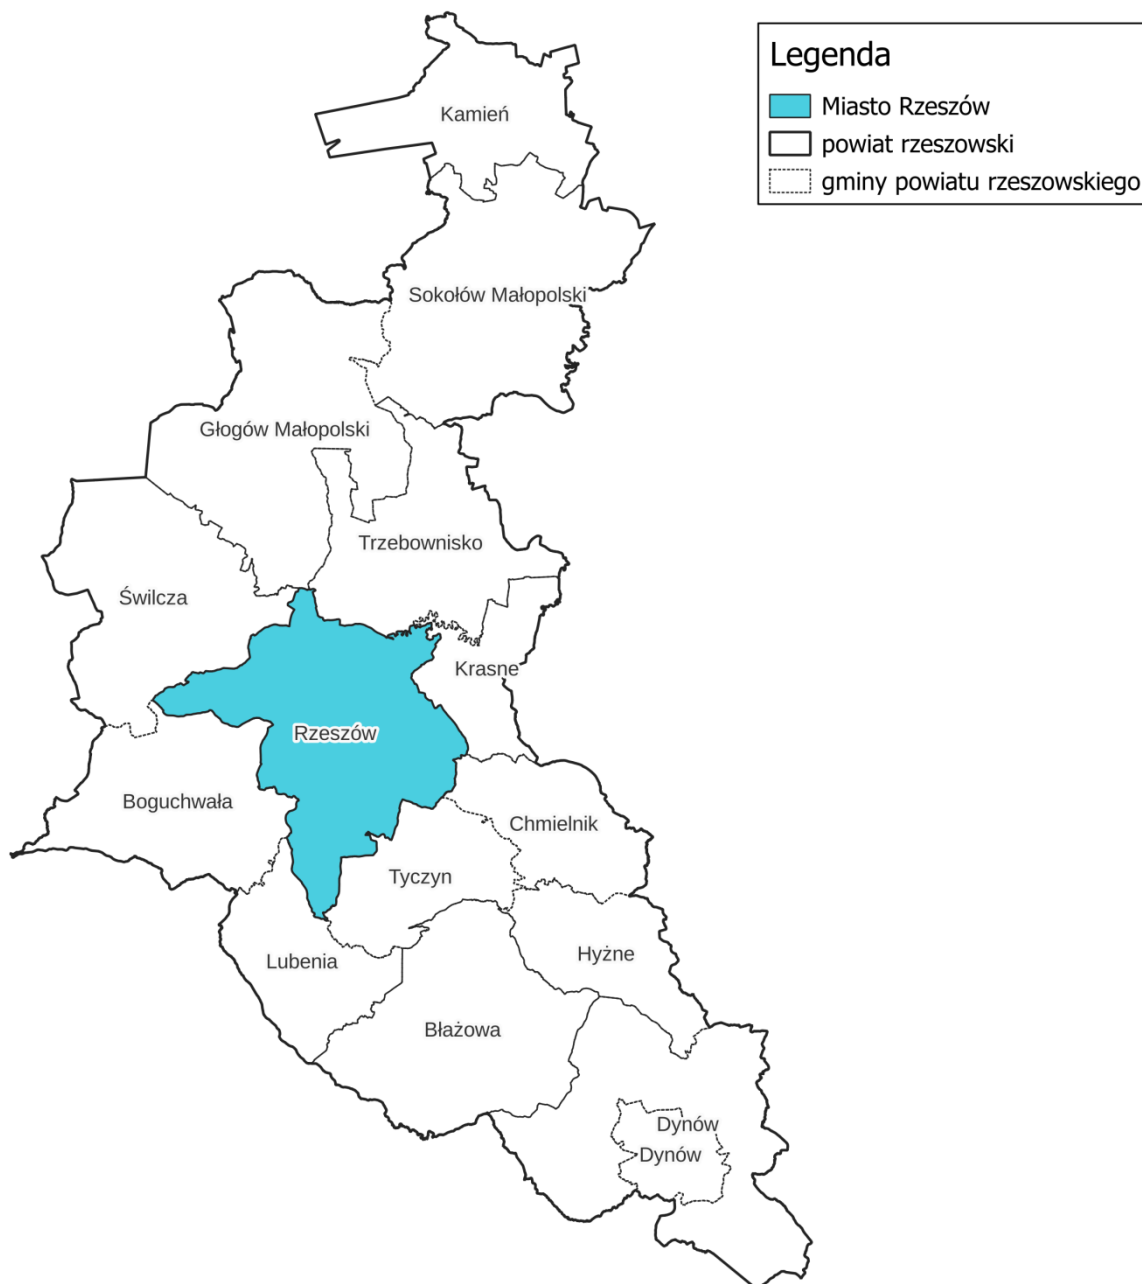 Legenda
Miasto Rzeszów
powiat rzeszowski
gminy powiatu rzeszowskiego
Kamień
Sokołów Małopolski
Głogów Małopolski
Trzebownisko
Świlcza
Krasne
Rzeszów
Boguchwała
Chmielnik
Tyczyn
Hyżne
Lubenia
Błażowa
Dynów
Dynów